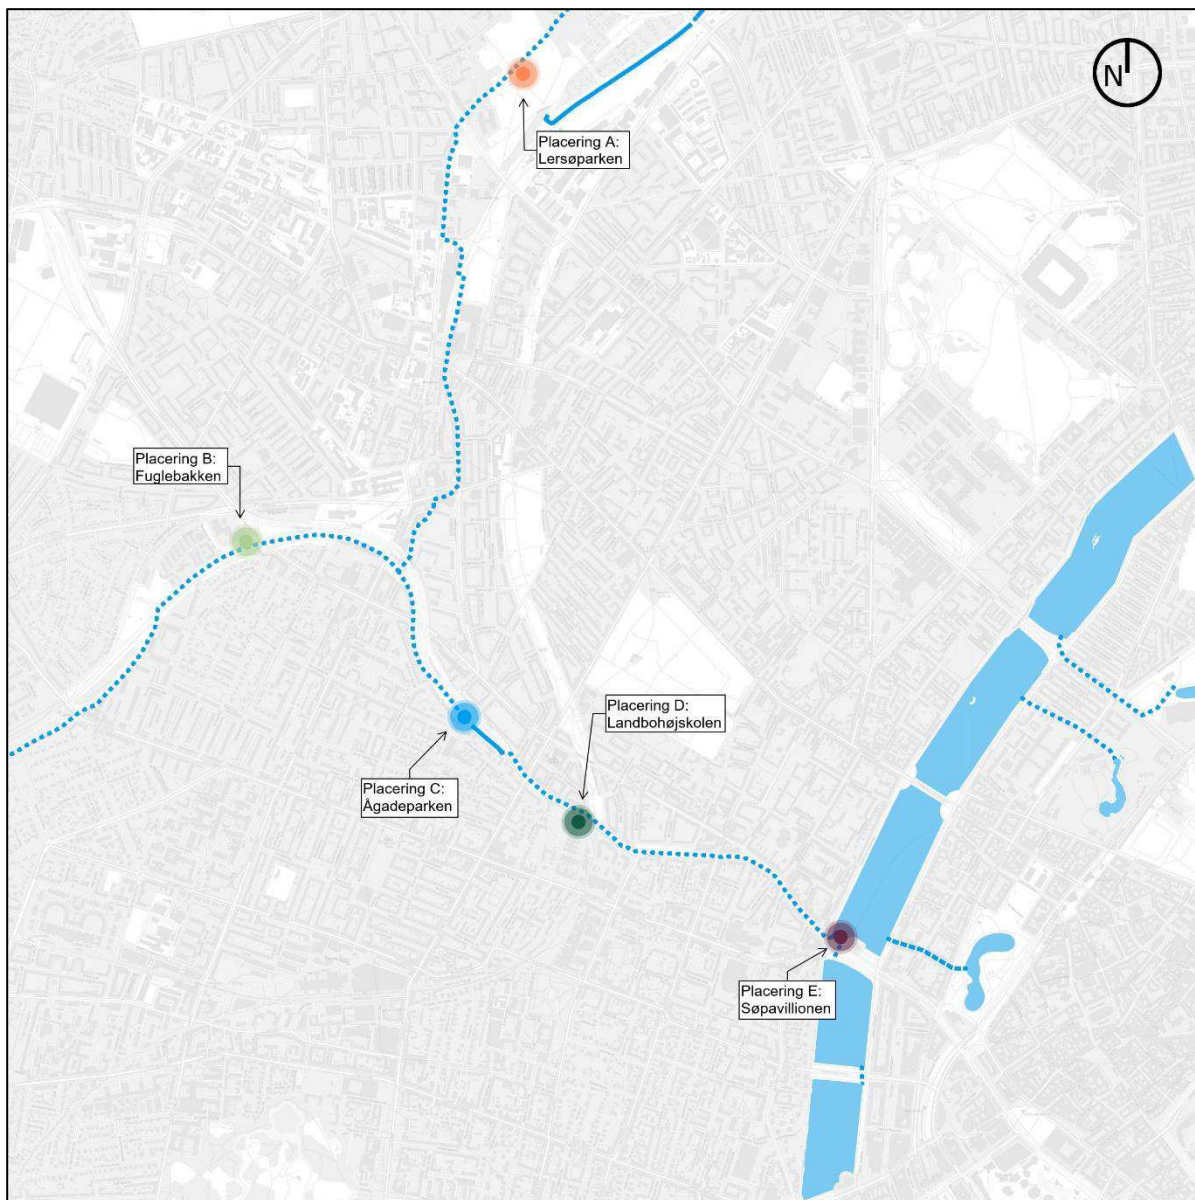 N
Placering A:
Lersøparken
Placering B:
Fuglebakken
Placering D:
Landbohøjskolen
Placering C:
Ågadeparken
Placering E:
Søpavillionen